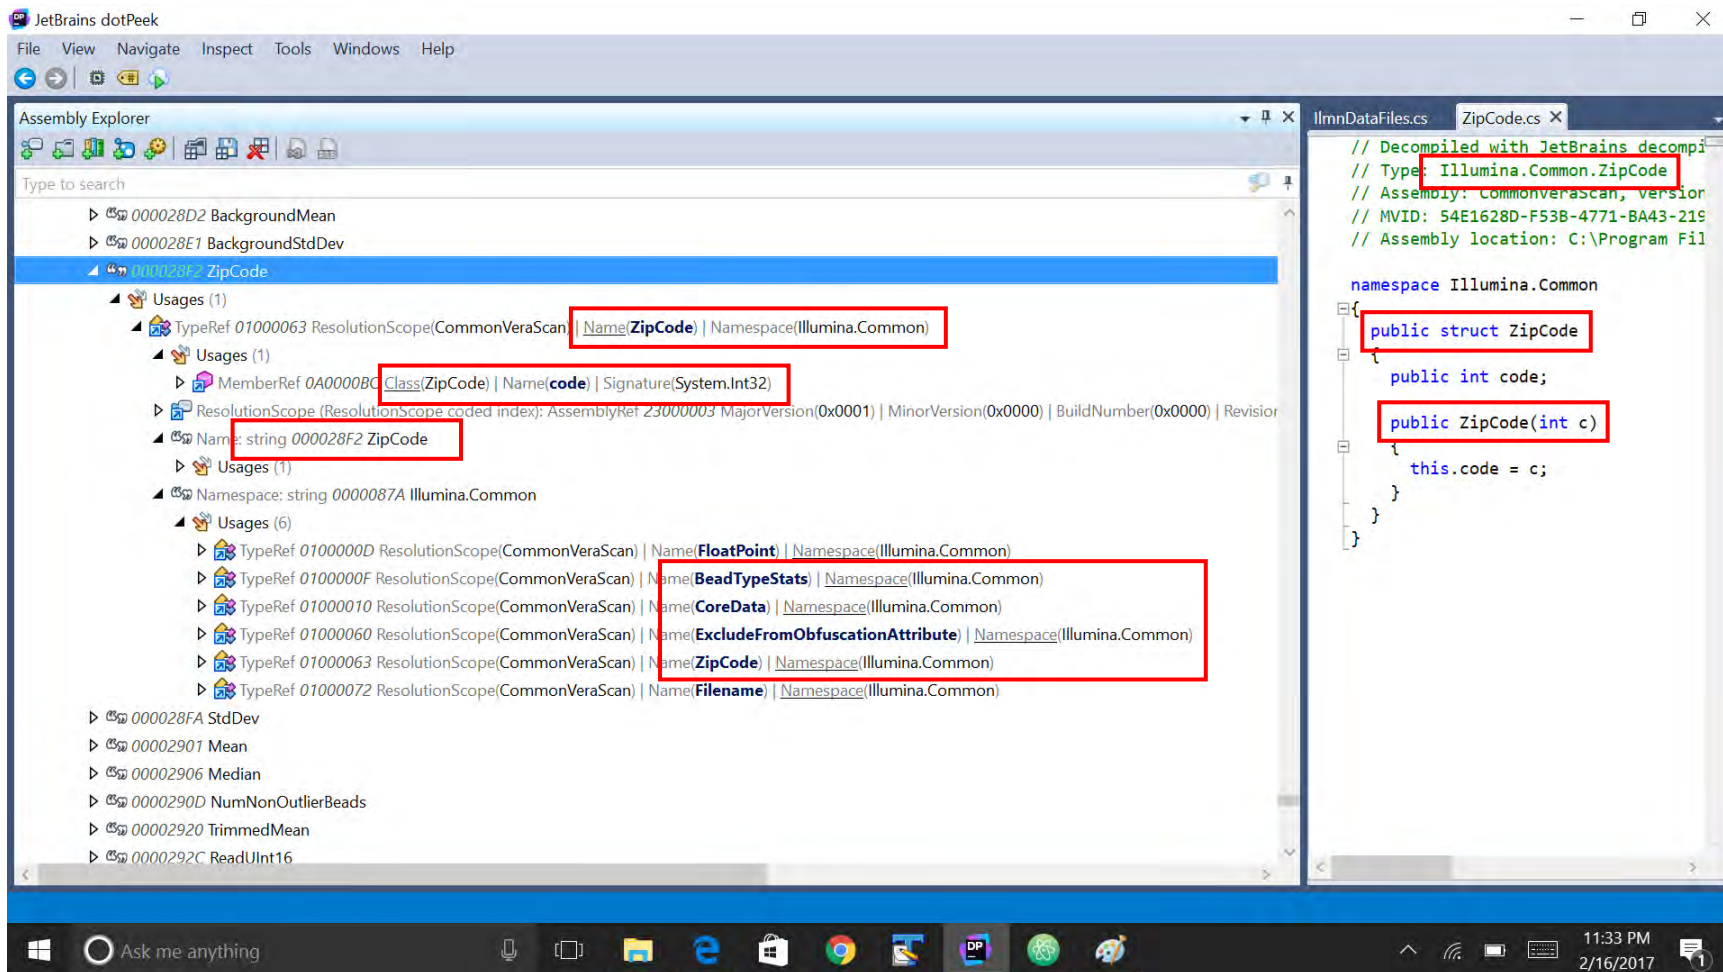 JetBrains dotPeek
File View Navigate Inspect Tools Windows Help
Assembly Explorer
Type to search
000028D2 BackgroundMean
000028E1 BackgroundStdDev
000028F2 ZipCode
Usages (1)
TypeRef 01000063 ResolutionScope(CommonVeraScan) | Name(ZipCode) | Namespace(Illumina.Common)
Usages (1)
MemberRef 0A0000BC Class(ZipCode) | Name(code) | Signature(System.Int32)
ResolutionScope (ResolutionScope coded index): AssemblyRef 23000003 MajorVersion(0x0001) | MinorVersion(0x0000) | BuildNumber(0x0000) | Revisior
Name: string 000028F2 ZipCode
Usages (1)
Namespace: string 0000087A Illumina.Common
Usages (6)
TypeRef 0100000D ResolutionScope(CommonVeraScan) | Name(FloatPoint) | Namespace(Illumina.Common)
TypeRef 0100000F ResolutionScope(CommonVeraScan) | Name(BeadTypeStats) | Namespace(Illumina.Common)
TypeRef 01000010 ResolutionScope(CommonVeraScan) | Name(CoreData) | Namespace(Illumina.Common)
TypeRef 01000060 ResolutionScope(CommonVeraScan) | Name(ExcludeFromObfuscationAttribute) | Namespace(Illumina.Common)
TypeRef 01000063 ResolutionScope(CommonVeraScan) | Name(ZipCode) | Namespace(Illumina.Common)
TypeRef 01000072 ResolutionScope(CommonVeraScan) | Name(Filename) | Namespace(Illumina.Common)
000028FA StdDev
00002901 Mean
00002906 Median
0000290D NumNonOutlierBeads
00002920 TrimmedMean
0000292C ReadUInt16
IlmnDataFiles.cs ZipCode.cs
// Decompiled with JetBrains decompi
// Type: Illumina.Common.ZipCode
// Assembly: CommonVeraScan, Version
// MVID: 54E1628D-F53B-4771-BA43-219
// Assembly location: C:\Program Fil
namespace Illumina.Common
{
public struct ZipCode
{
public int code;
public ZipCode(int c)
{
this.code = c;
}
}
}
Ask me anything
DP
11:33 PM
2/16/2017
1